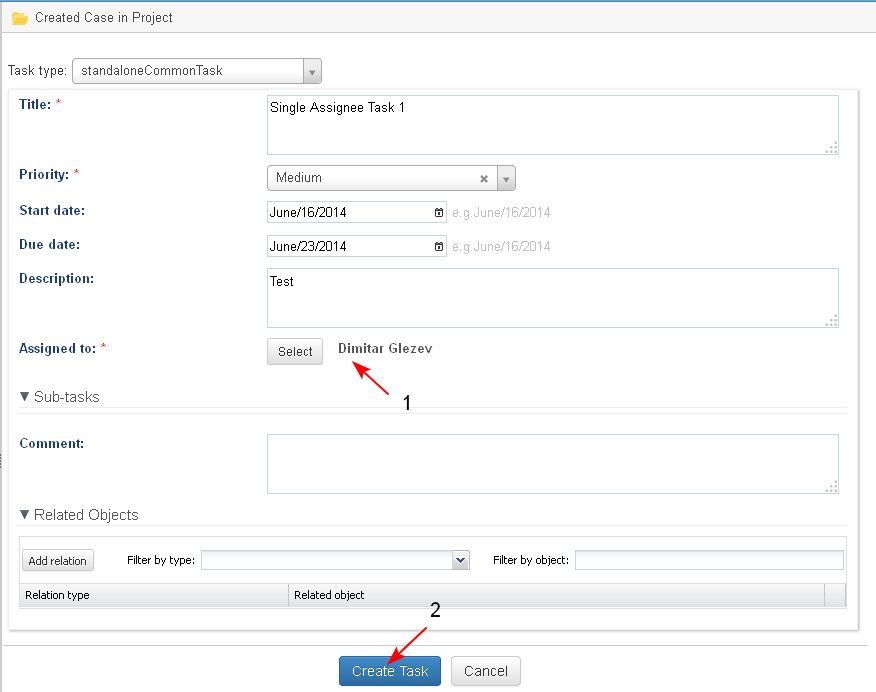 Created Case in Project
Task type: standaloneCommonTask
Title: * Single Assignee Task 1
Priority: * Medium
Start date: June/16/2014 e.g.June/16/2014
Due date: June/23/2014 e.g.June/16/2014
Description: Test
Assigned to: * Select Dimitar Glezev
1
Sub-tasks
Comment:
Related Objects
Add relation Filter by type: Filter by object:
Relation type Related object
2
Create Task Cancel